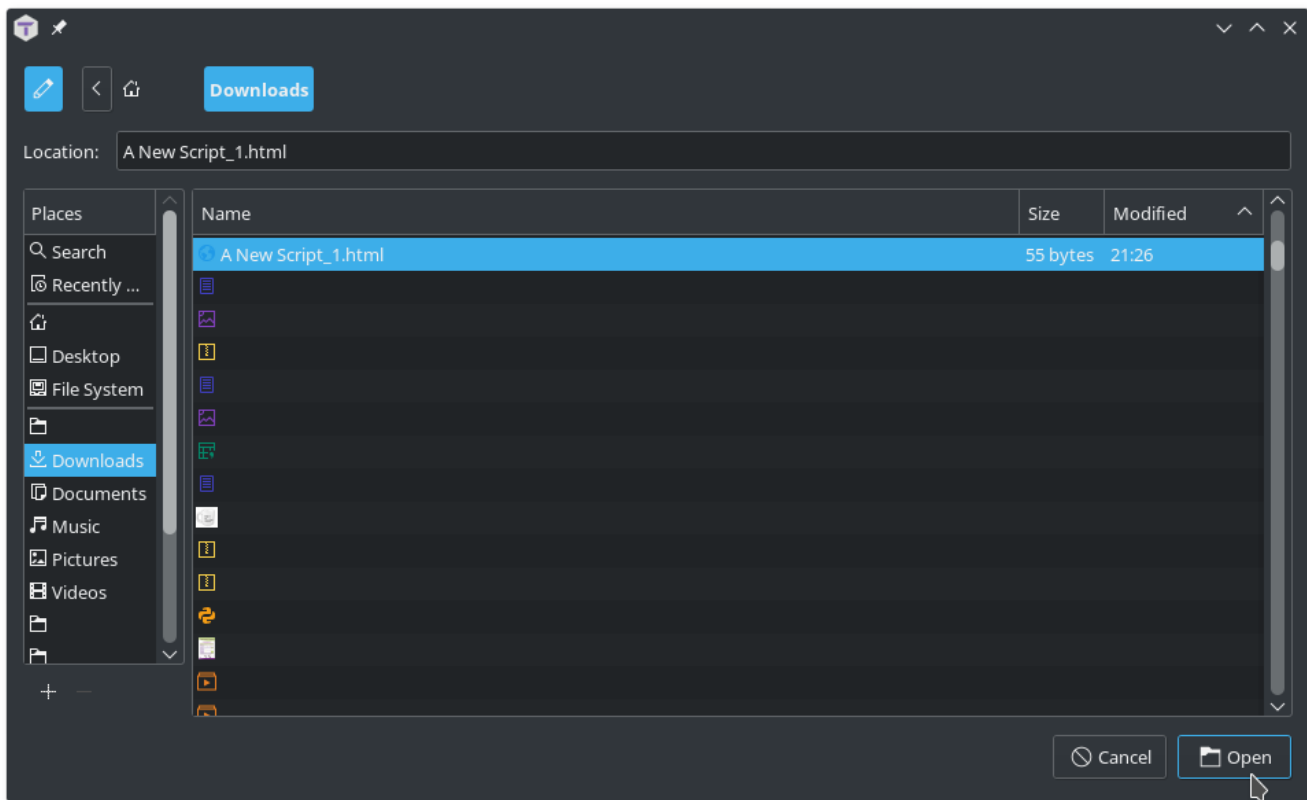 Downloads
Location: A New Script_1.html
Places
Name Size Modified
Search
A New Script_1.html 55 bytes 21:26
Recently ...
Desktop
File System
Downloads
Documents
Music
Pictures
Videos
Cancel Open